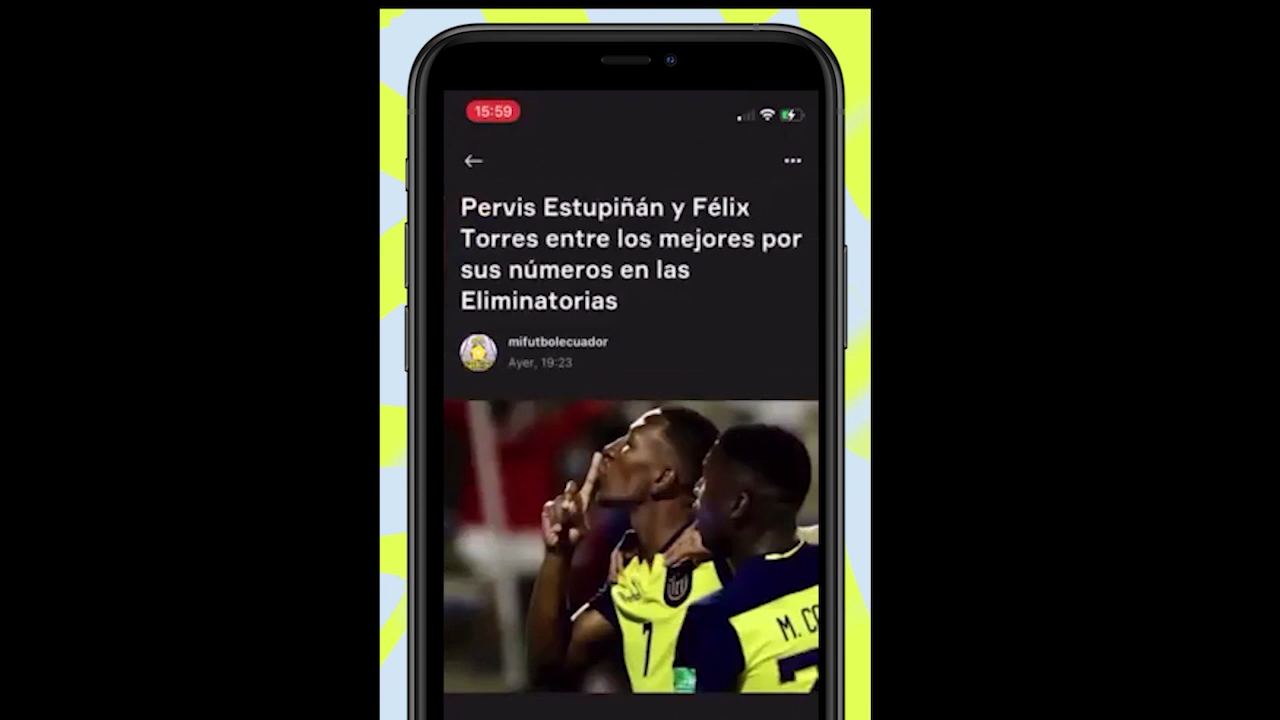 15:59
Pervis Estupiñán y Félix
Torres entre los mejores por
sus números en las
Eliminatorias
mifutbolecuador
Ayer, 19:23
7
M. C